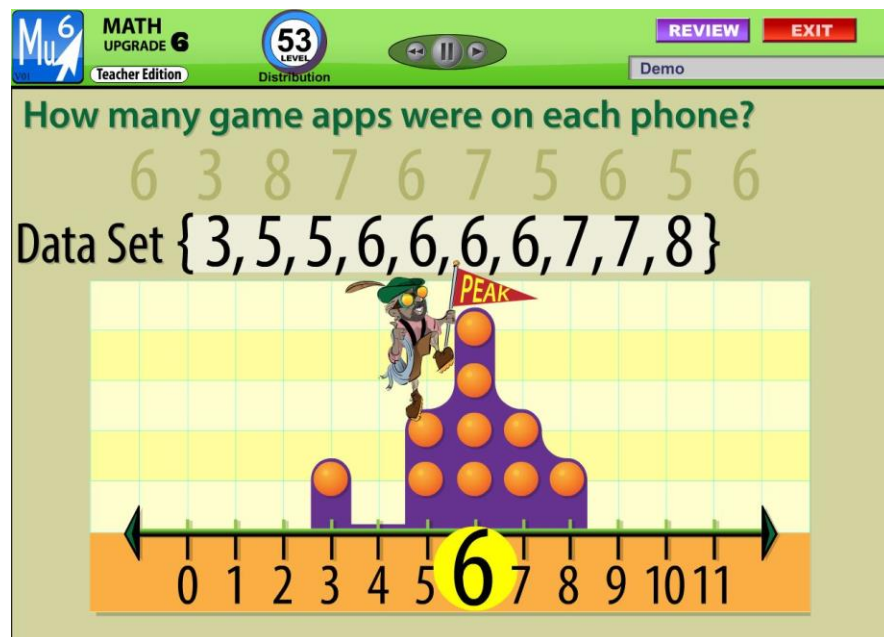 Mu 6
V01
MATH
UPGRADE 6
Teacher Edition
53
LEVEL
Distribution
REVIEW
EXIT
Demo
How many game apps were on each phone?
6 3 8 7 6 7 5 6 5 6
Data Set {3,5,5,6,6,6,6,7,7,8}
PEAK
0 1 2 3 4 5 6 7 8 9 10 11